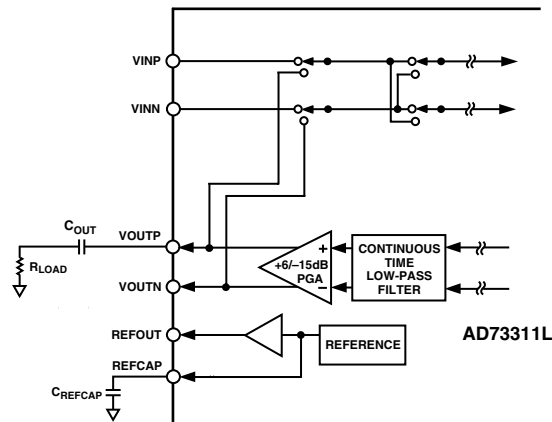 VINP
VINN
COUT
VOUTP
RLOAD
+6/–15dB
PGA
+
–
CONTINUOUS
TIME
LOW-PASS
FILTER
VOUTN
REFOUT
REFERENCE
AD73311L
REFCAP
CREFCAP